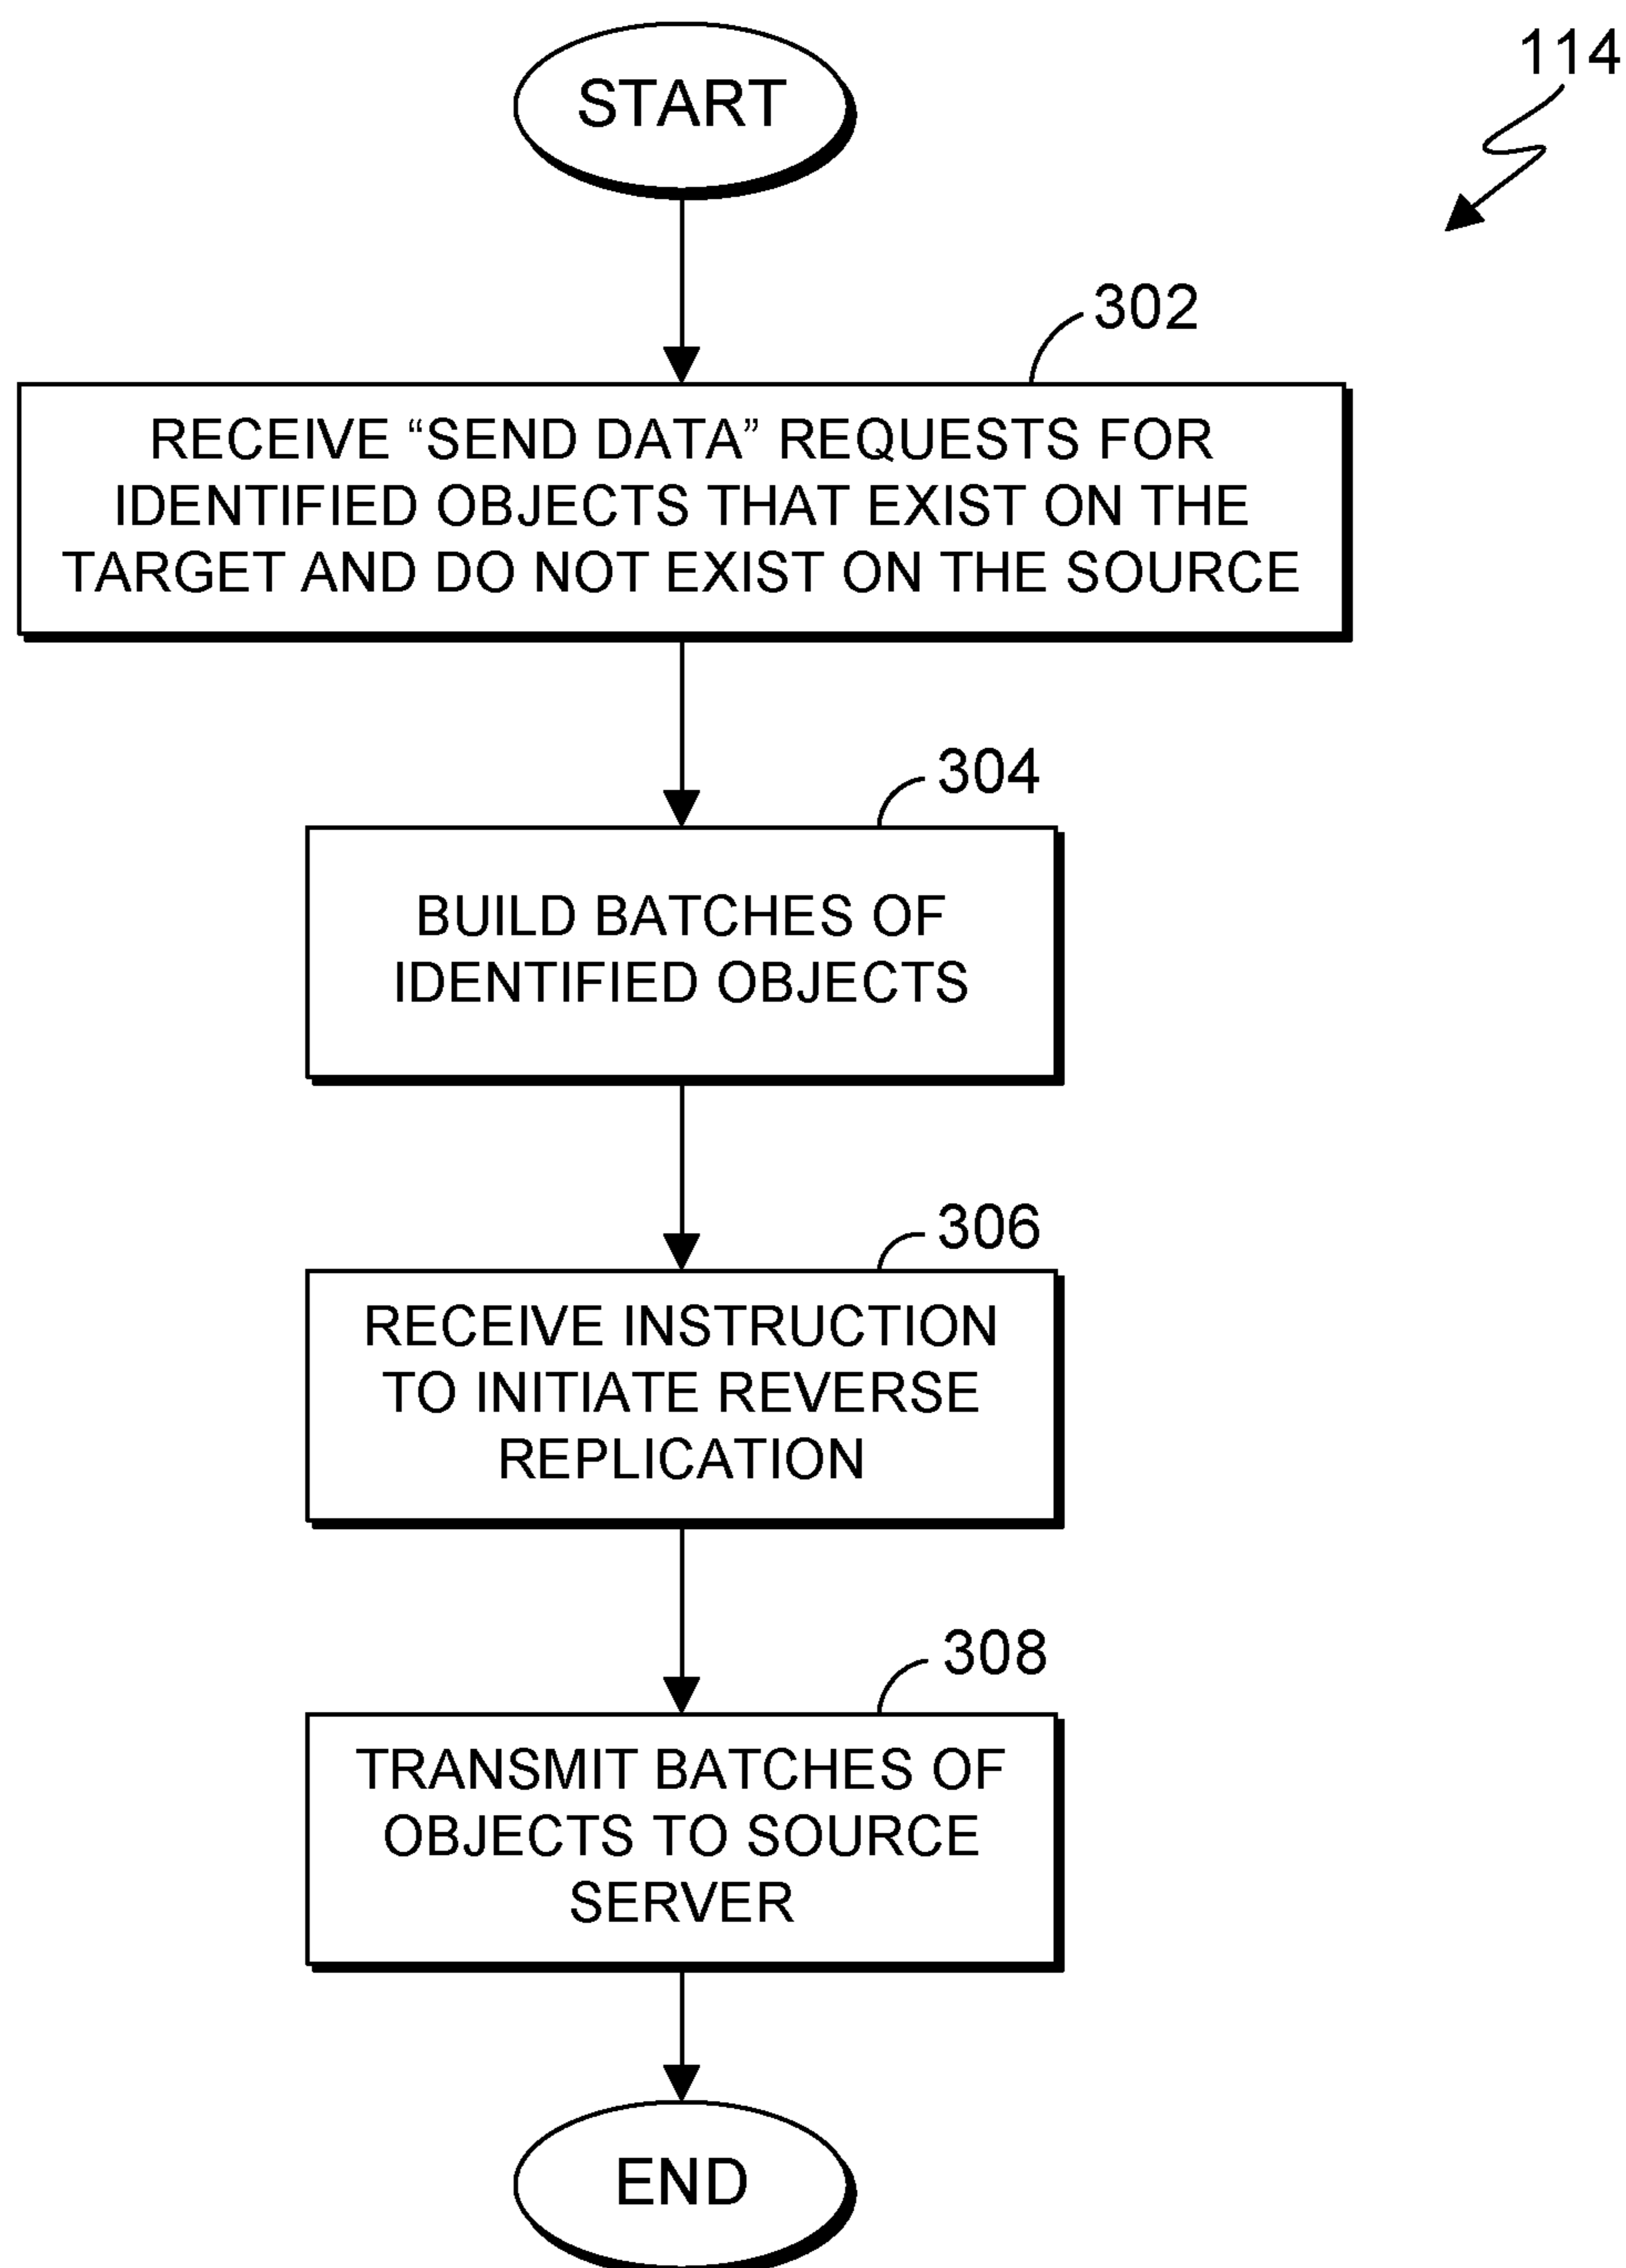 START
114
302
RECEIVE “SEND DATA” REQUESTS FOR
IDENTIFIED OBJECTS THAT EXIST ON THE
TARGET AND DO NOT EXIST ON THE SOURCE
304
BUILD BATCHES OF
IDENTIFIED OBJECTS
306
RECEIVE INSTRUCTION
TO INITIATE REVERSE
REPLICATION
308
TRANSMIT BATCHES OF
OBJECTS TO SOURCE
SERVER
END